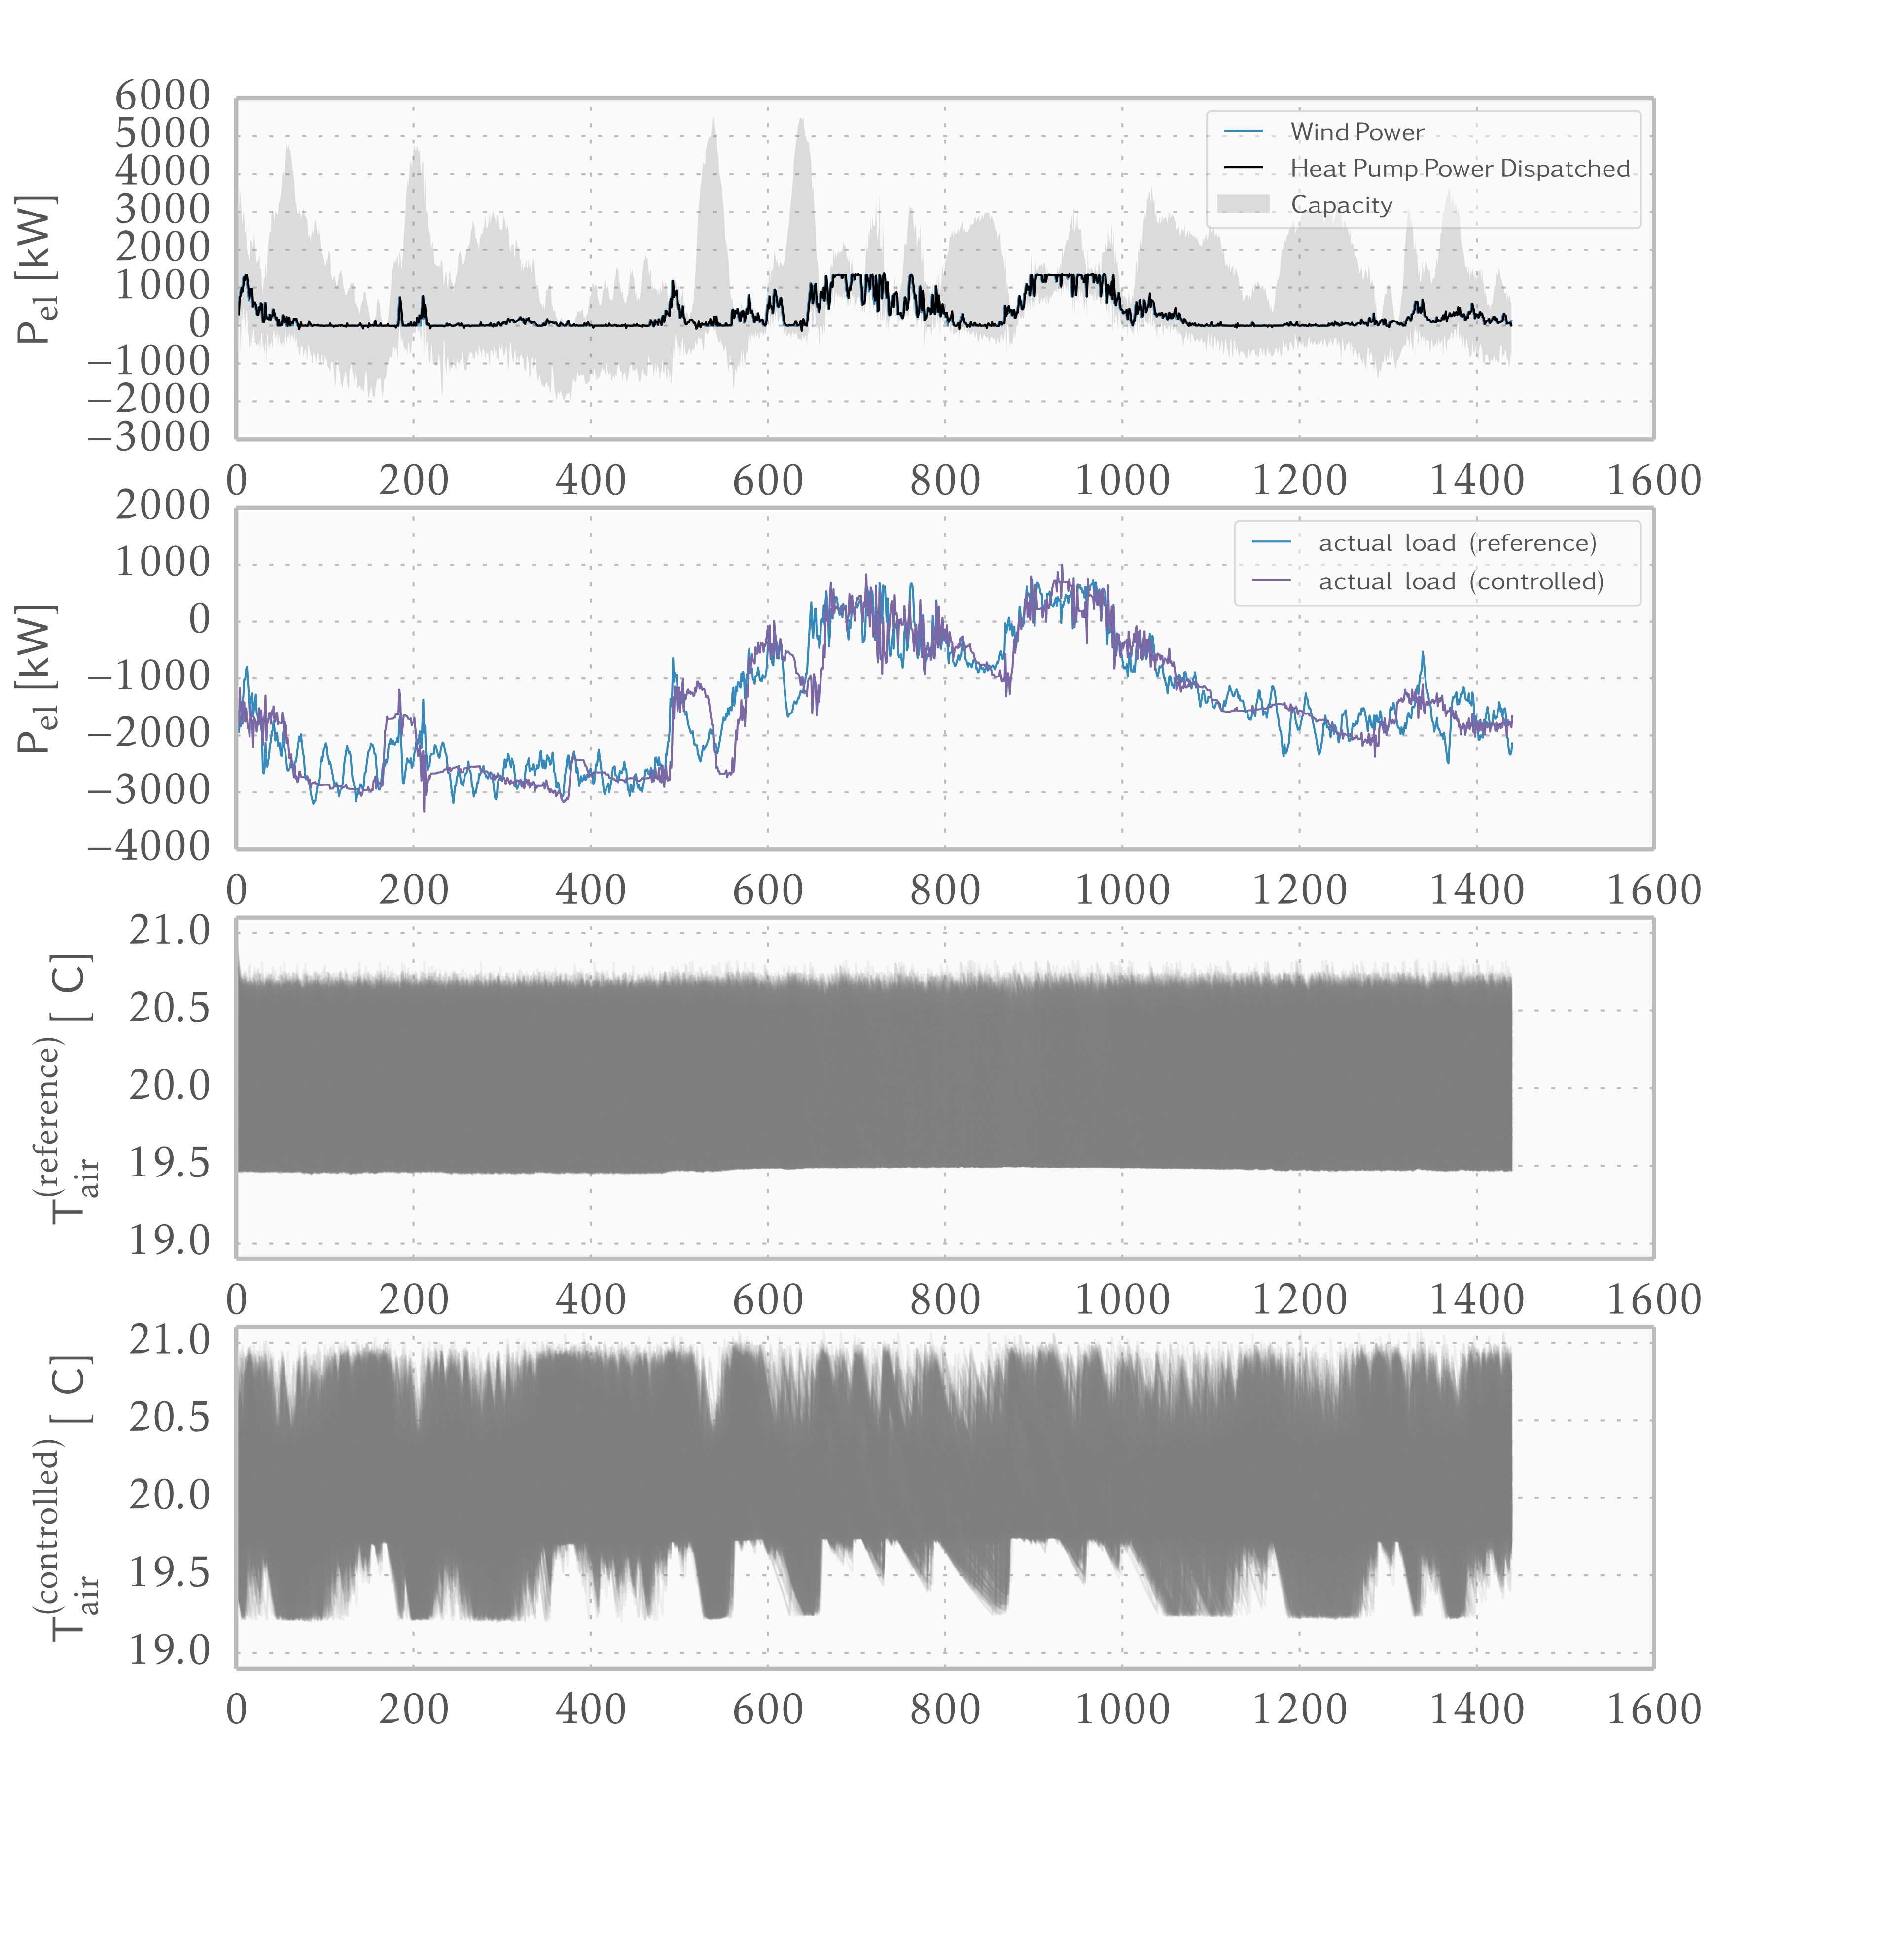 6000
5000
4000
3000
2000
1000
0
−1000
−2000
−3000
P_el [kW]
Wind Power
Heat Pump Power Dispatched
Capacity
0 200 400 600 800 1000 1200 1400 1600
2000
1000
0
−1000
−2000
−3000
−4000
P_el [kW]
actual load (reference)
actual load (controlled)
0 200 400 600 800 1000 1200 1400 1600
21.0
20.5
20.0
19.5
19.0
T_air^(reference) [ C]
0 200 400 600 800 1000 1200 1400 1600
21.0
20.5
20.0
19.5
19.0
T_air^(controlled) [ C]
0 200 400 600 800 1000 1200 1400 1600